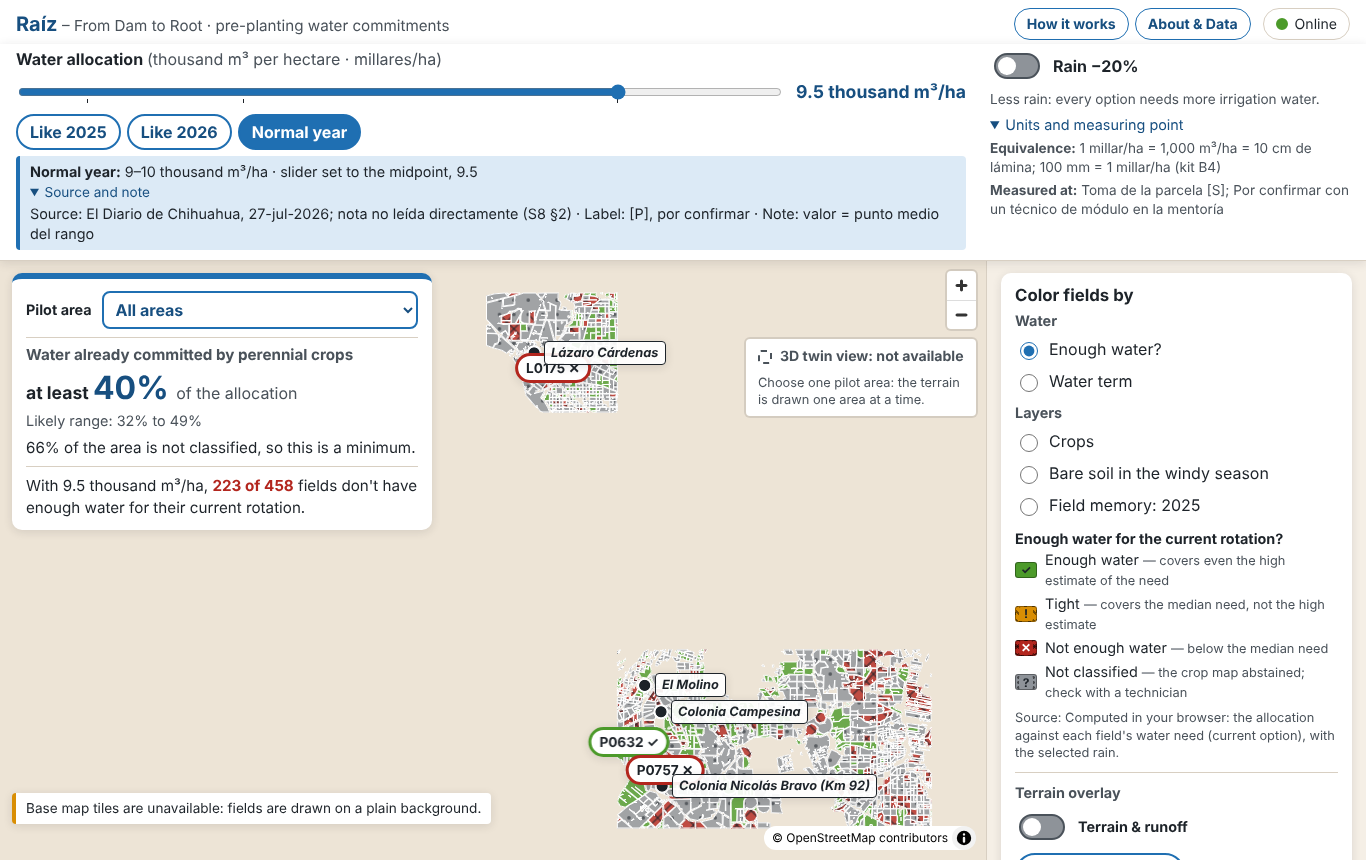 Raíz – From Dam to Root · pre-planting water commitments
How it works
About & Data
Online
Water allocation (thousand m³ per hectare · millares/ha)
9.5 thousand m³/ha
Like 2025
Like 2026
Normal year
Normal year: 9–10 thousand m³/ha · slider set to the midpoint, 9.5
▼ Source and note
Source: El Diario de Chihuahua, 27-jul-2026; nota no leída directamente (S8 §2) · Label: [P], por confirmar · Note: valor = punto medio
del rango
Rain −20%
Less rain: every option needs more irrigation water.
▼ Units and measuring point
Equivalence: 1 millar/ha = 1,000 m³/ha = 10 cm de
lámina; 100 mm = 1 millar/ha (kit B4)
Measured at: Toma de la parcela [S]; Por confirmar con
un técnico de módulo en la mentoría
Pilot area
All areas
Water already committed by perennial crops
at least 40% of the allocation
Likely range: 32% to 49%
66% of the area is not classified, so this is a minimum.
With 9.5 thousand m³/ha, 223 of 458 fields don't have
enough water for their current rotation.
Lázaro Cárdenas
L0175 ✕
+
−
3D twin view: not available
Choose one pilot area: the terrain
is drawn one area at a time.
El Molino
Colonia Campesina
P0632 ✓
P0757 ✕
Colonia Nicolás Bravo (Km 92)
Base map tiles are unavailable: fields are drawn on a plain background.
© OpenStreetMap contributors
Color fields by
Water
Enough water?
Water term
Layers
Crops
Bare soil in the windy season
Field memory: 2025
Enough water for the current rotation?
Enough water — covers even the high
estimate of the need
Tight — covers the median need, not the high
estimate
Not enough water — below the median need
Not classified — the crop map abstained;
check with a technician
Source: Computed in your browser: the allocation
against each field's water need (current option), with
the selected rain.
Terrain overlay
Terrain & runoff